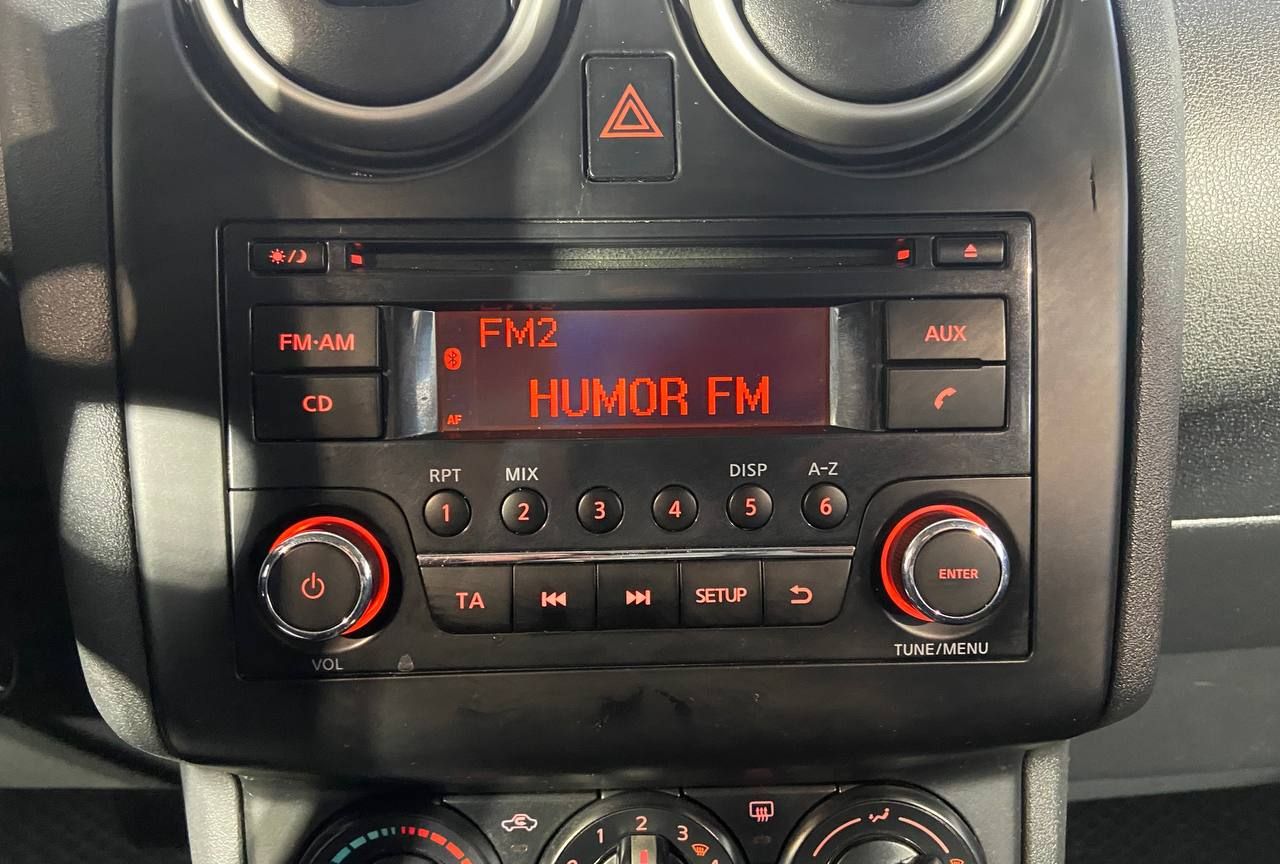 FM·AM
CD
FM2
AF
HUMOR FM
AUX
RPT MIX DISP A-Z
1 2 3 4 5 6
TA SETUP
ENTER
VOL
TUNE/MENU
1 2 3